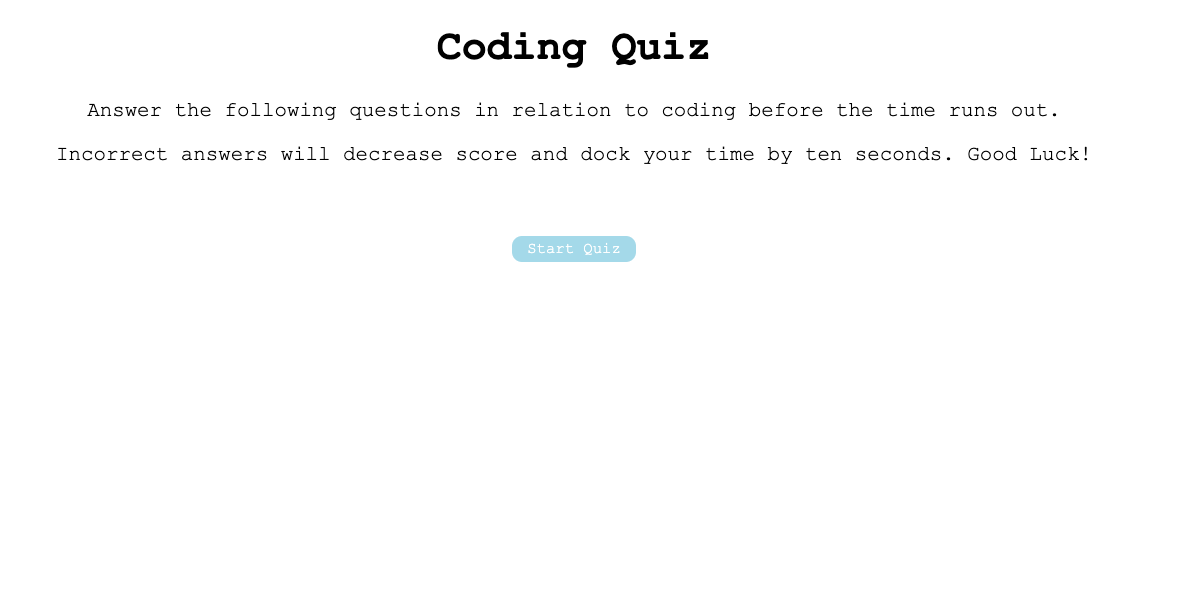 Coding Quiz
Answer the following questions in relation to coding before the time runs out.
Incorrect answers will decrease score and dock your time by ten seconds. Good Luck!
Start Quiz